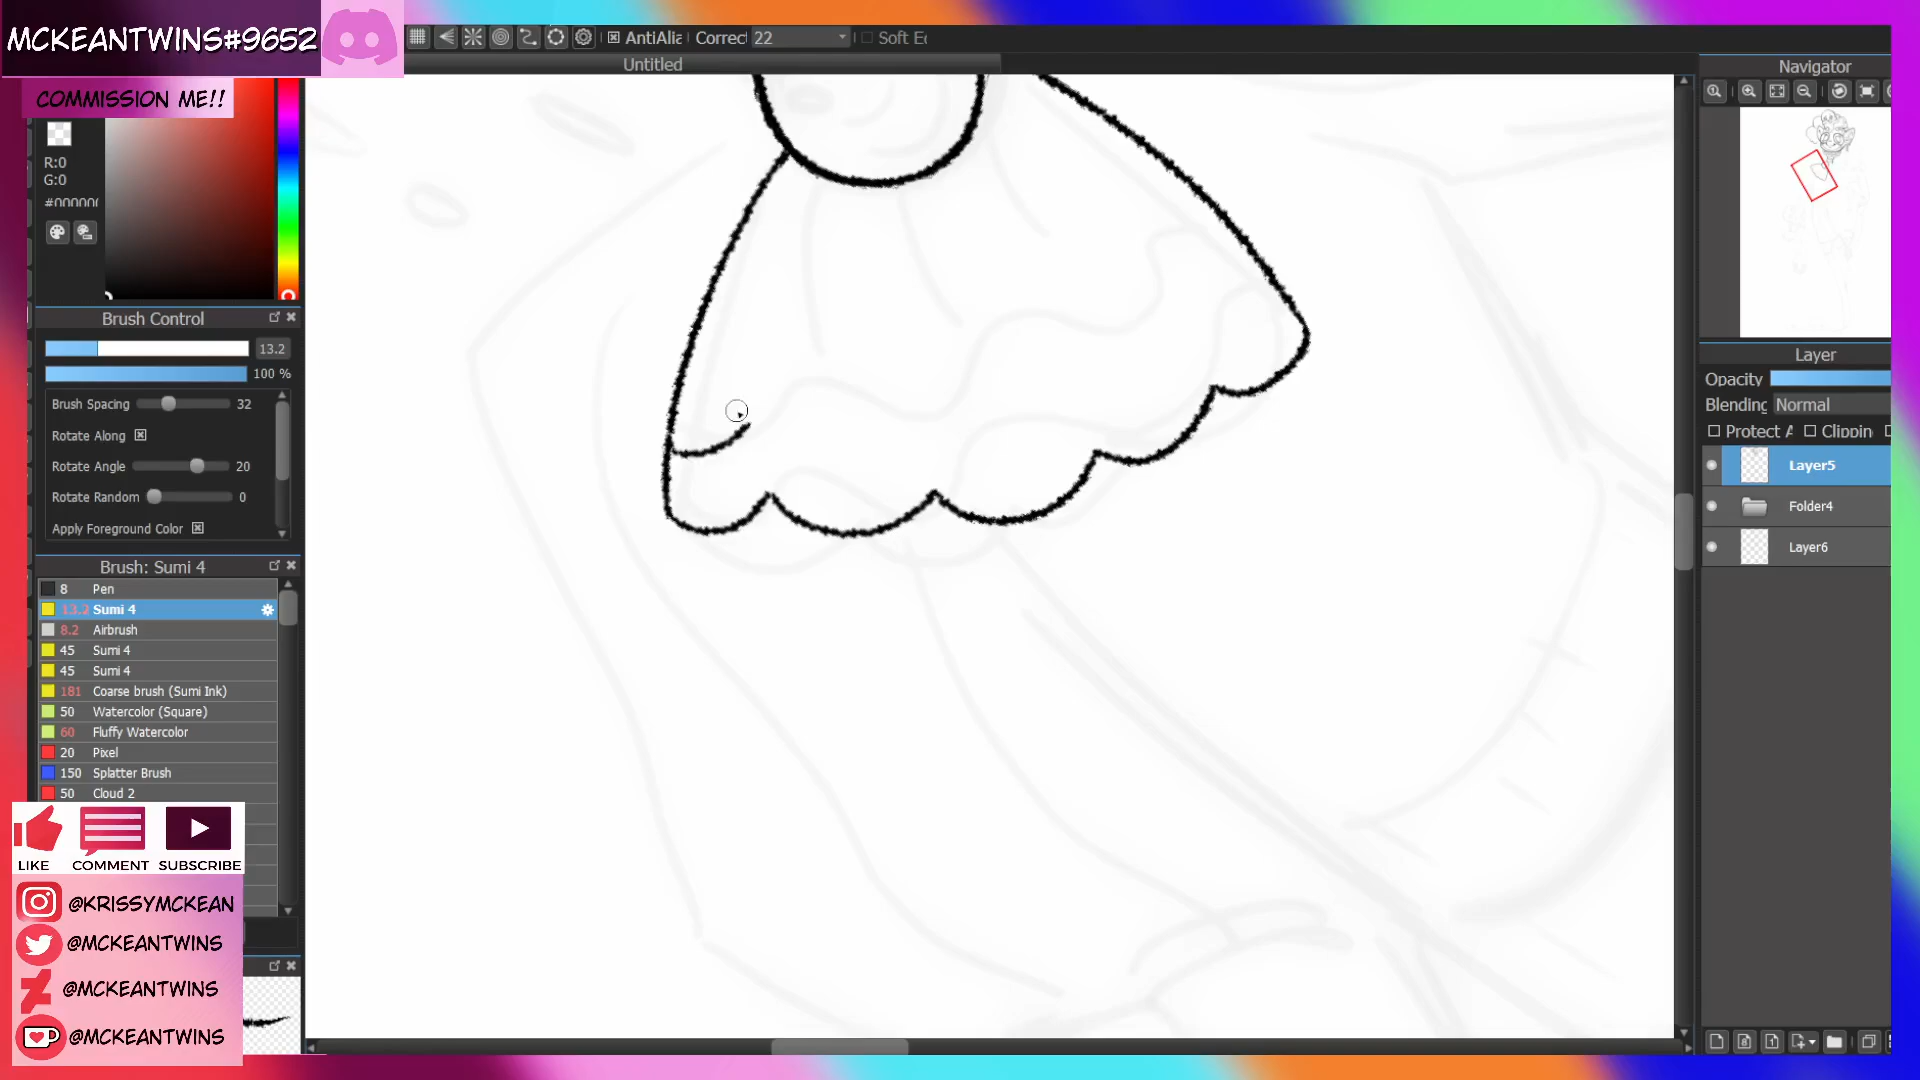 MCKEANTWINS#9652
COMMISSION ME!!
AntiAlia
Correct
22
Soft Ed
Untitled
R:0
G:0
#000000
Brush Control
13.2
100 %
Brush Spacing 32
Rotate Along
Rotate Angle 20
Rotate Random 0
Apply Foreground Color
Brush: Sumi 4
8 Pen
13.2 Sumi 4
8.2 Airbrush
45 Sumi 4
45 Sumi 4
181 Coarse brush (Sumi Ink)
50 Watercolor (Square)
60 Fluffy Watercolor
20 Pixel
150 Splatter Brush
50 Cloud 2
LIKE COMMENT SUBSCRIBE
@KRISSYMCKEAN
@MCKEANTWINS
@MCKEANTWINS
@MCKEANTWINS
Navigator
Layer
Opacity
Blending Normal
Protect A Clippin
Layer5
Folder4
Layer6